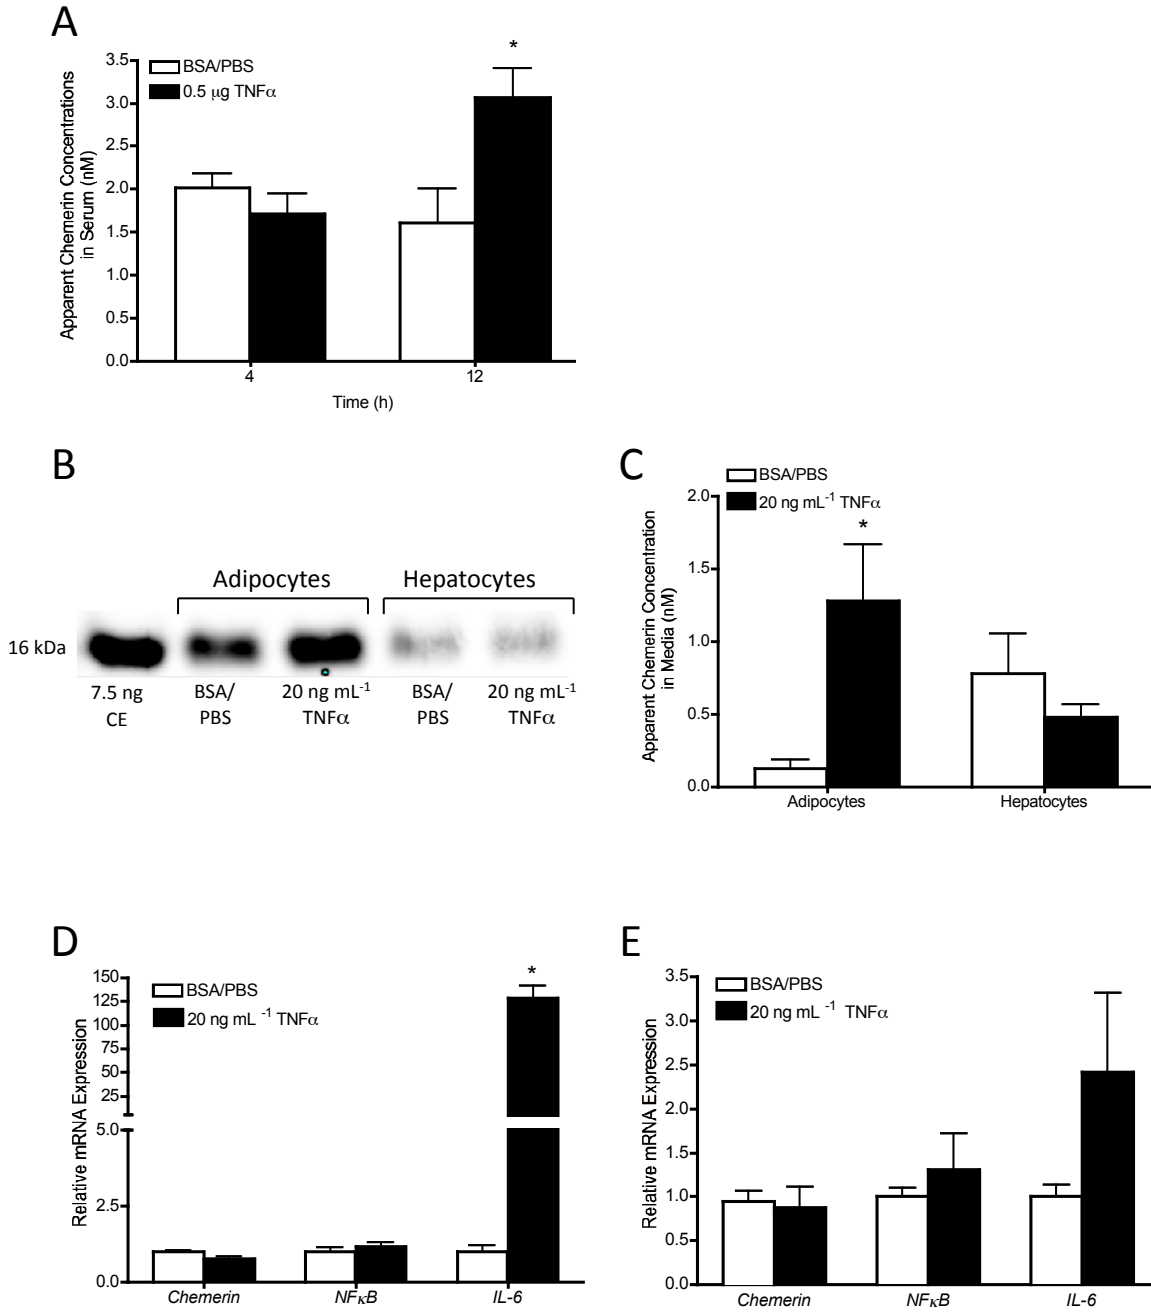 A
BSA/PBS
0.5 µg TNFα
*
Apparent Chemerin Concentrations
in Serum (nM)
3.5
3.0
2.5
2.0
1.5
1.0
0.5
0.0
4
12
Time (h)
B
Adipocytes
Hepatocytes
16 kDa
7.5 ng
CE
BSA/
PBS
20 ng mL-1
TNFα
BSA/
PBS
20 ng mL-1
TNFα
C
BSA/PBS
20 ng mL-1 TNFα
*
Apparent Chemerin Concentration
in Media (nM)
2.0
1.5
1.0
0.5
0.0
Adipocytes
Hepatocytes
D
BSA/PBS
20 ng mL -1 TNFα
*
Relative mRNA Expression
150
125
100
75
50
25
5.0
2.5
0.0
Chemerin
NFκB
IL-6
E
BSA/PBS
20 ng mL -1 TNFα
Relative mRNA Expression
3.5
3.0
2.5
2.0
1.5
1.0
0.5
0.0
Chemerin
NFκB
IL-6